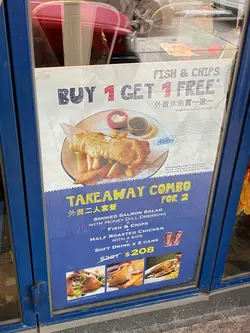 FISH & CHIPS
BUY 1 GET 1 FREE*
外賣炸魚買一送一
TAKEAWAY COMBO
FOR 2
外賣二人套餐
SMOKED SALMON SALAD
WITH HONEY DILL DRESSING
FISH & CHIPS
HALF ROASTED CHICKEN
WITH A SIDE
SOFT DRINK X 2 CANS
$208